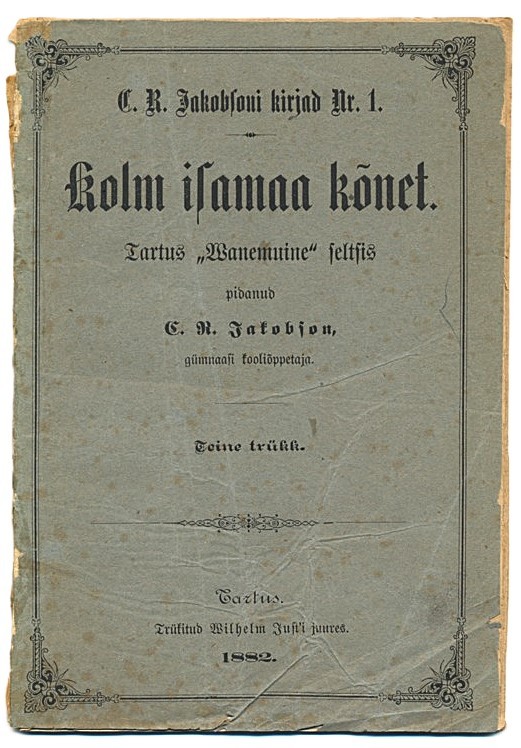 C. R. Jakobſoni kirjad Nr. 1.
Kolm iſamaa kõnet.
Tartus „Wanemuine“ ſeltſis
pidanud
C. R. Jakobſon,
gümnaaſi kooliõppetaja.
Teine trükk.
Tartus.
Trükitud Wilhelm Juſt'i juures.
1882.